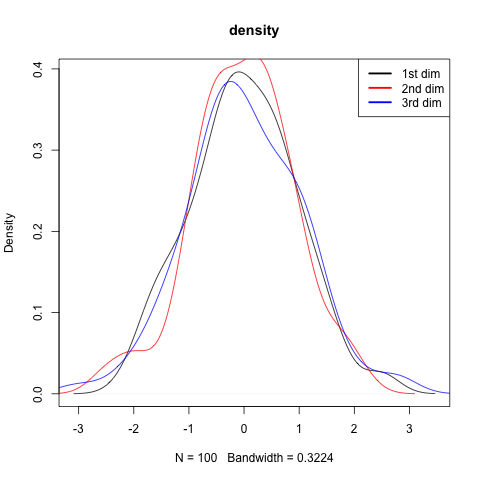 density
1st dim
2nd dim
3rd dim
Density
0.4
0.3
0.2
0.1
0.0
-3 -2 -1 0 1 2 3
N = 100 Bandwidth = 0.3224